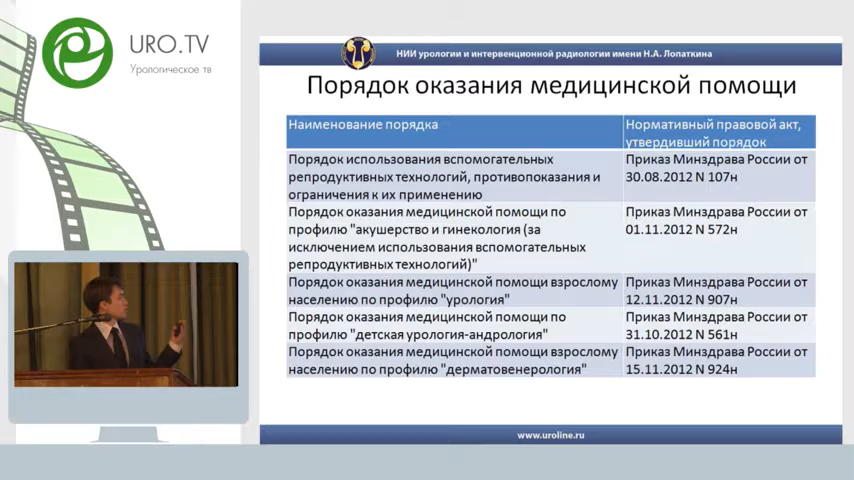 URO.TV
Урологическое тв
НИИ урологии и интервенционной радиологии имени Н.А. Лопаткина
Порядок оказания медицинской помощи
Наименование порядка
Нормативный правовой акт,
утвердивший порядок
Порядок использования вспомогательных
репродуктивных технологий, противопоказания и
ограничения к их применению
Приказ Минздрава России от
30.08.2012 N 107н
Порядок оказания медицинской помощи по
профилю "акушерство и гинекология (за
исключением использования вспомогательных
репродуктивных технологий)"
Приказ Минздрава России от
01.11.2012 N 572н
Порядок оказания медицинской помощи взрослому
населению по профилю "урология"
Приказ Минздрава России от
12.11.2012 N 907н
Порядок оказания медицинской помощи по
профилю "детская урология-андрология"
Приказ Минздрава России от
31.10.2012 N 561н
Порядок оказания медицинской помощи взрослому
населению по профилю "дерматовенерология"
Приказ Минздрава России от
15.11.2012 N 924н
www.uroline.ru